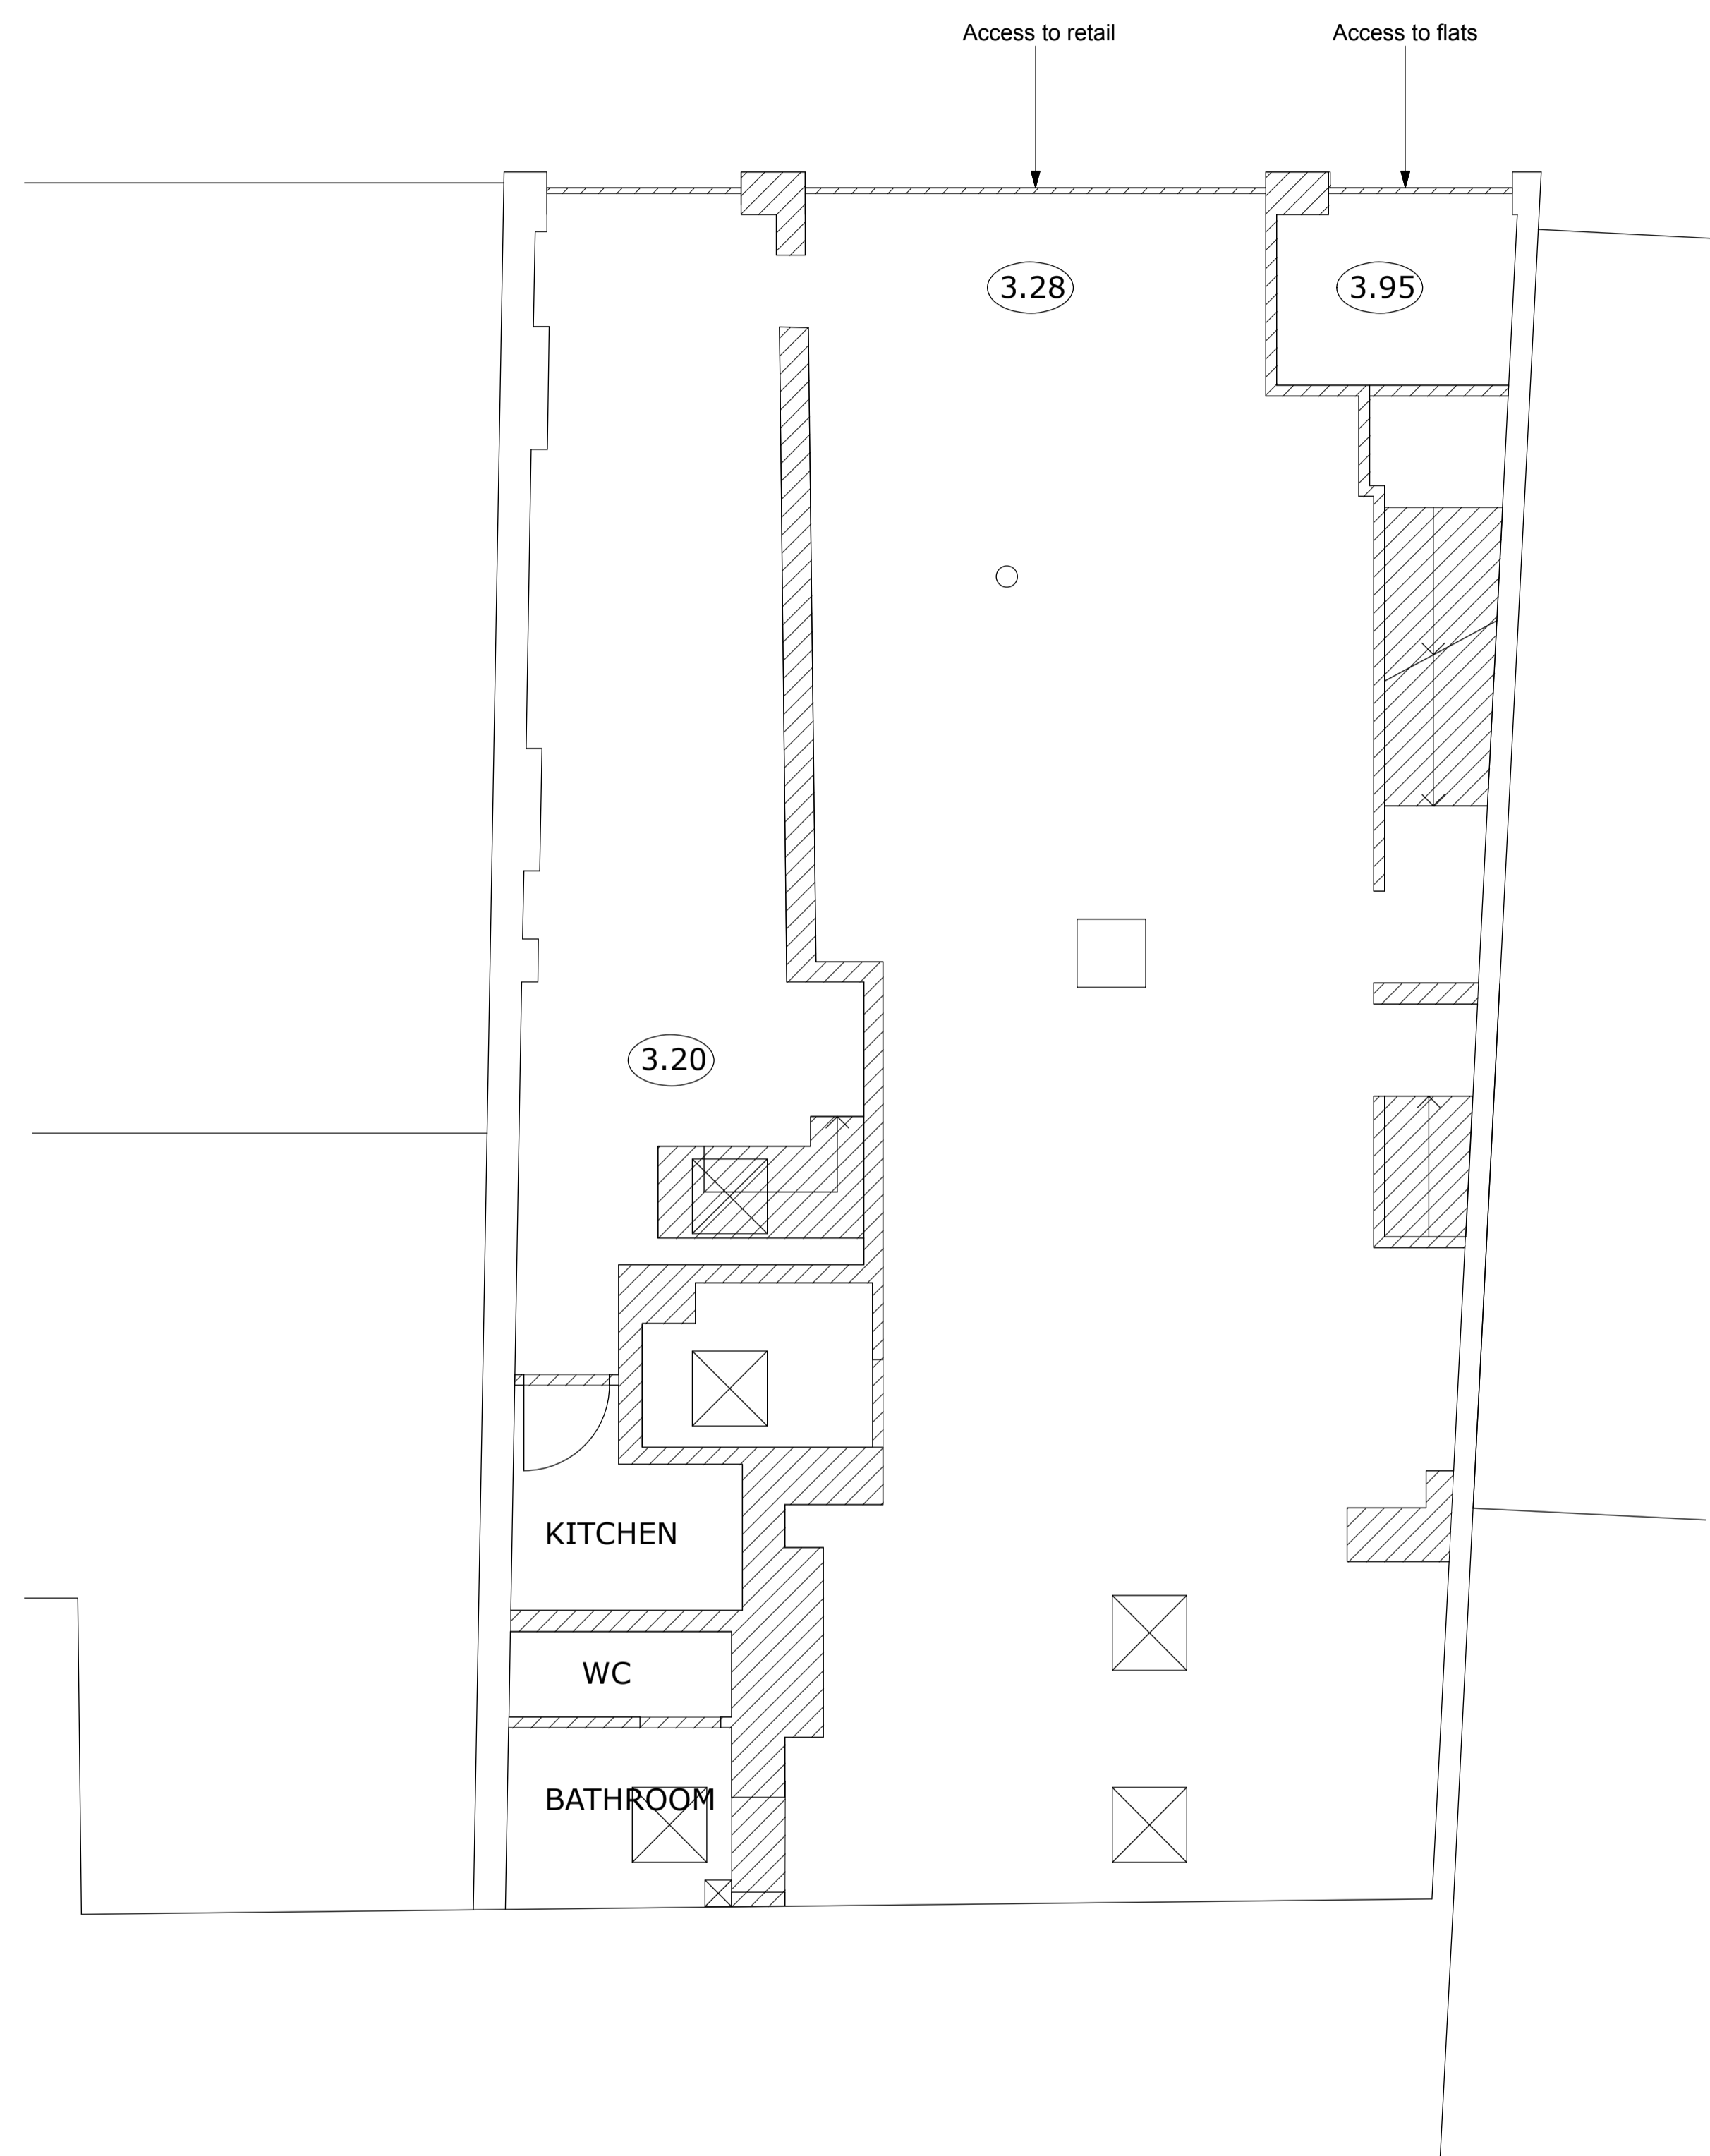 Access to retail
Access to flats
3.28
3.95
3.20
KITCHEN
WC
BATHROOM